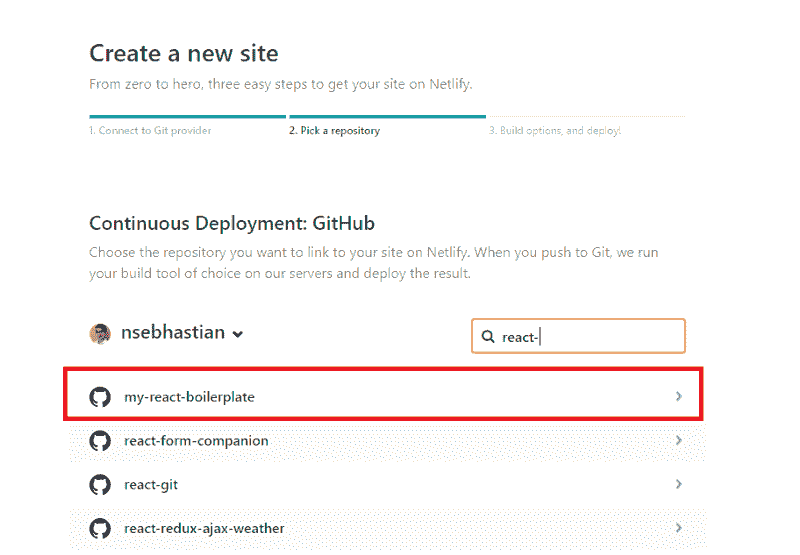 Create a new site
From zero to hero, three easy steps to get your site on Netlify.
1. Connect to Git provider
2. Pick a repository
3. Build options, and deploy!
Continuous Deployment: GitHub
Choose the repository you want to link to your site on Netlify. When you push to Git, we run
your build tool of choice on our servers and deploy the result.
nsebhastian
react-
my-react-boilerplate
react-form-companion
react-git
react-redux-ajax-weather